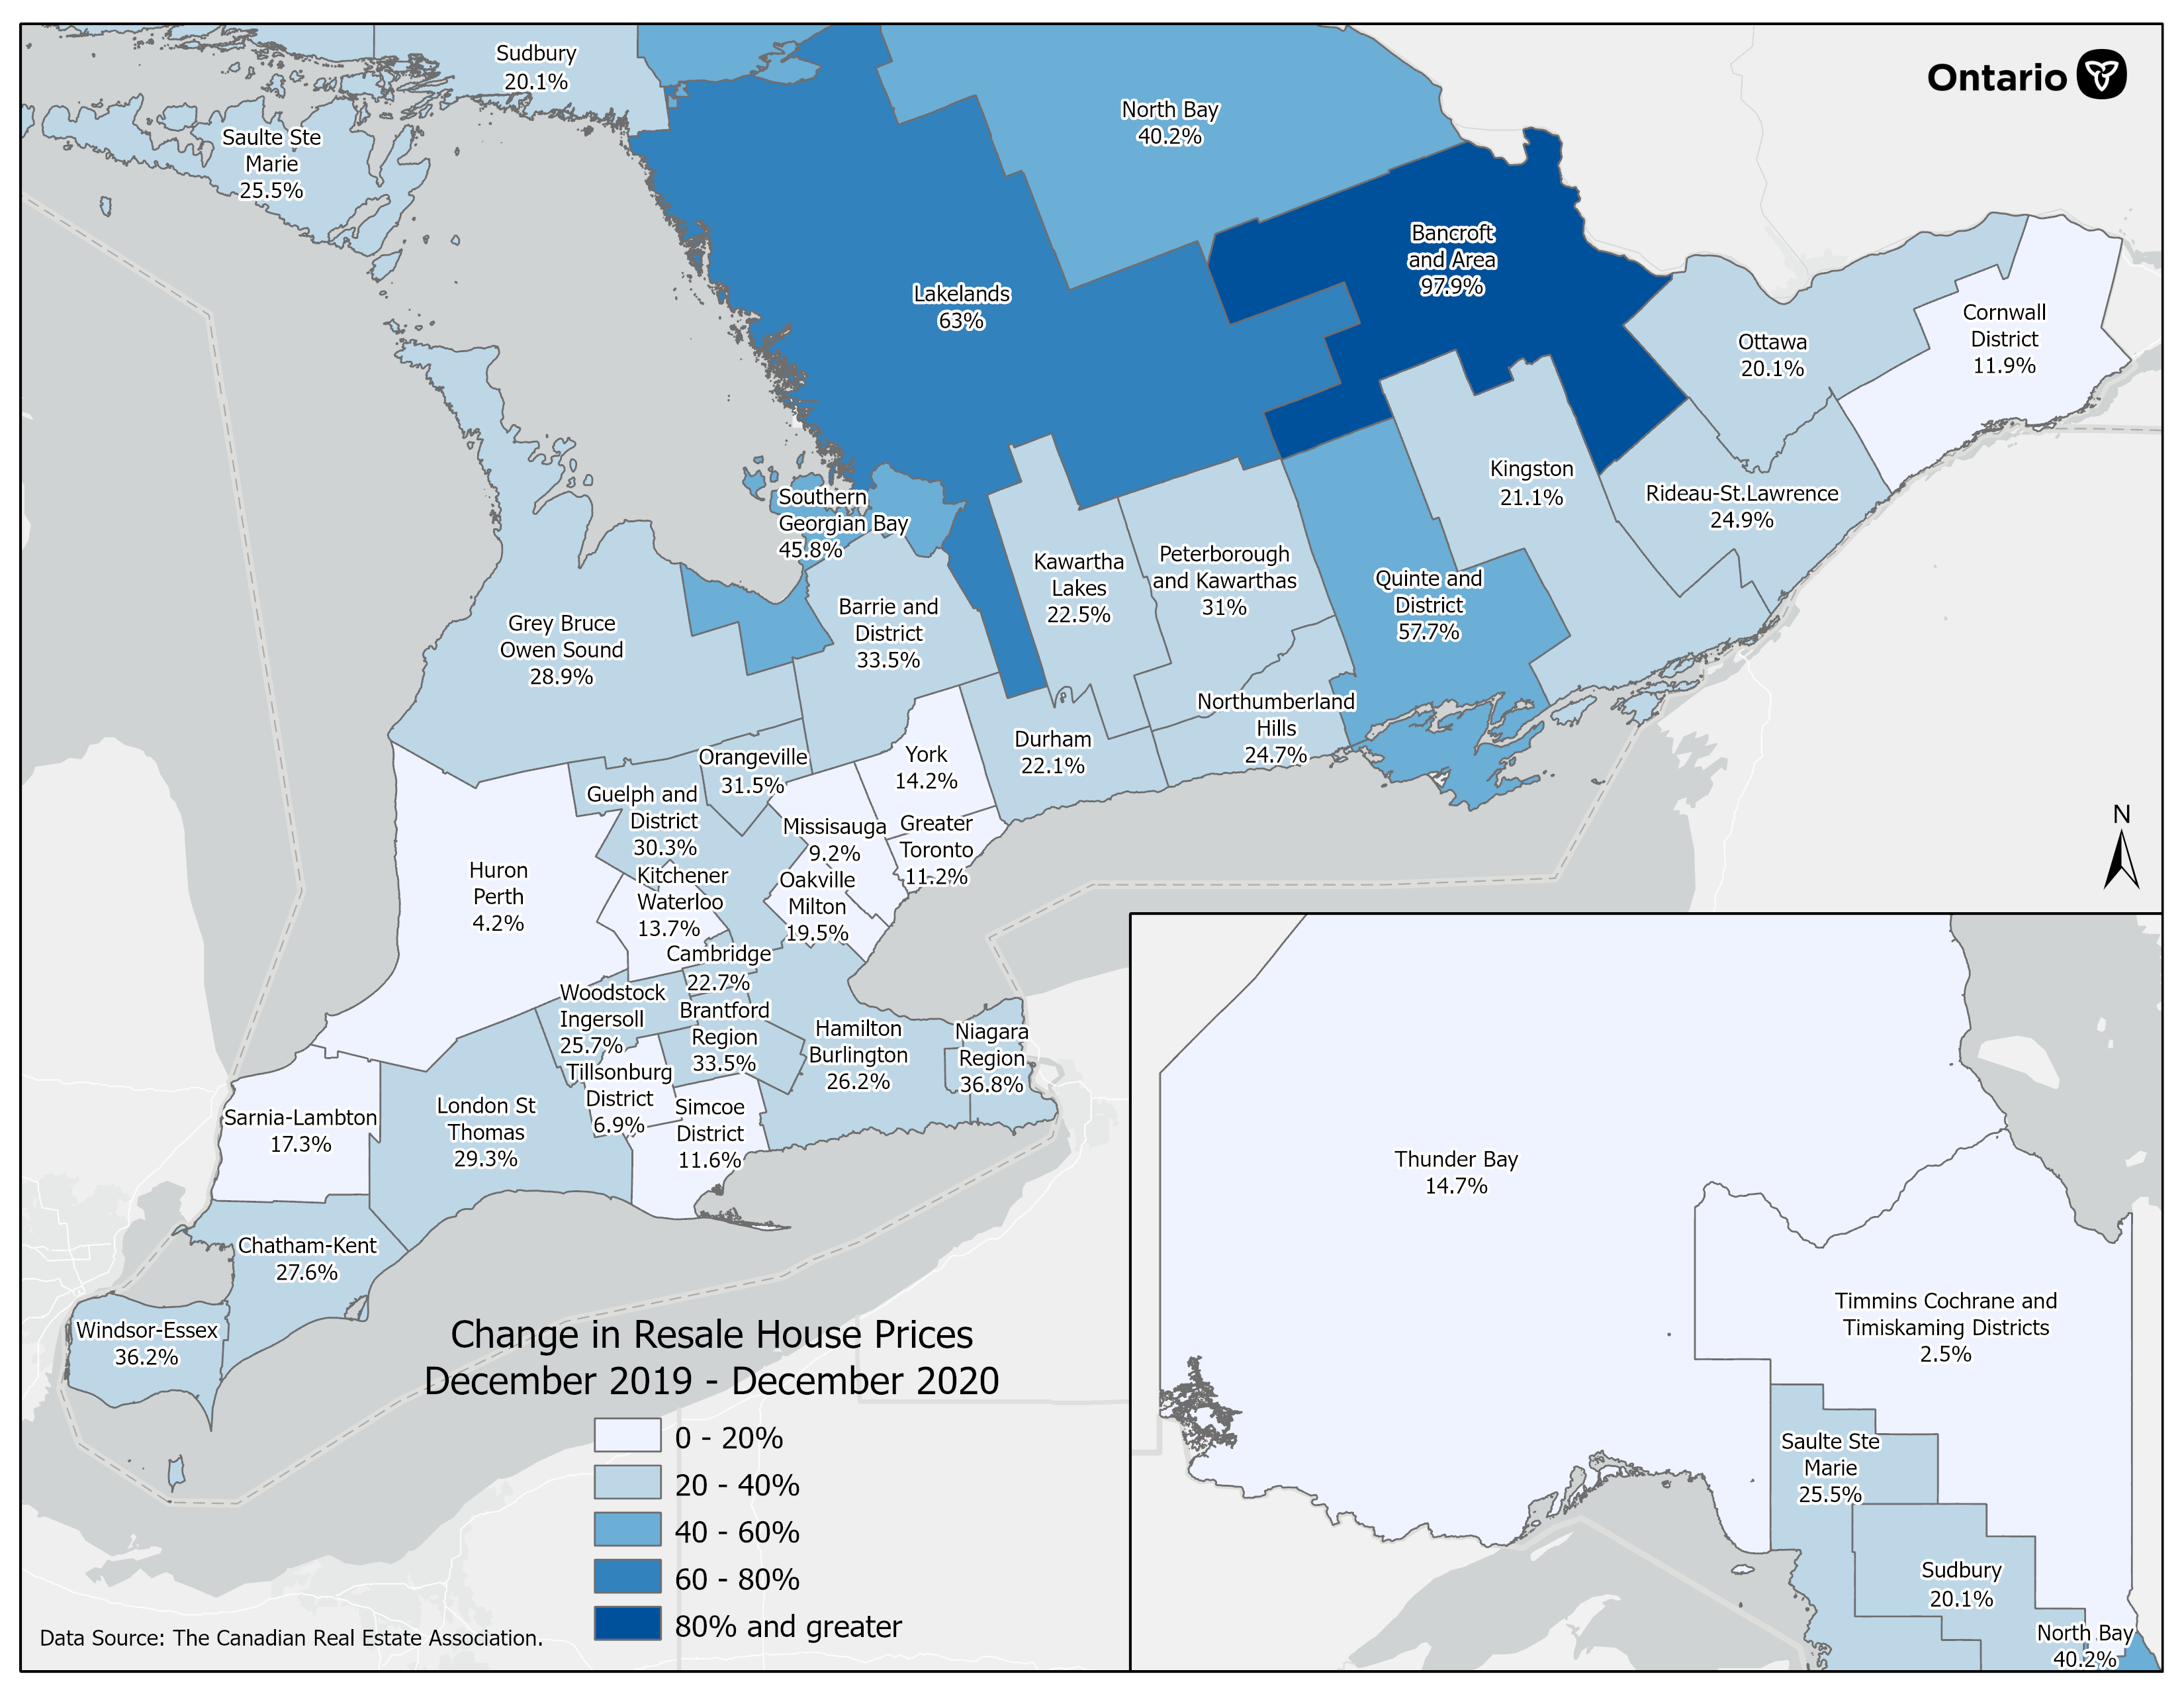 Sudbury
20.1%
Ontario
North Bay
40.2%
Saulte Ste
Marie
25.5%
Bancroft
and Area
97.9%
Lakelands
63%
Cornwall
District
11.9%
Ottawa
20.1%
Kingston
21.1%
Rideau-St.Lawrence
24.9%
Southern
Georgian Bay
45.8%
Kawartha
Lakes
22.5%
Peterborough
and Kawarthas
31%
Quinte and
District
57.7%
Barrie and
District
33.5%
Grey Bruce
Owen Sound
28.9%
Northumberland
Hills
24.7%
Durham
22.1%
York
14.2%
Orangeville
31.5%
Guelph and
District
30.3%
Missisauga
9.2%
Greater
Toronto
11.2%
Huron
Perth
4.2%
Kitchener
Waterloo
13.7%
Oakville
Milton
19.5%
Cambridge
22.7%
Woodstock
Ingersoll
25.7%
Brantford
Region
33.5%
Hamilton
Burlington
26.2%
Niagara
Region
36.8%
Tillsonburg
District
6.9%
Simcoe
District
11.6%
London St
Thomas
29.3%
Sarnia-Lambton
17.3%
Chatham-Kent
27.6%
Windsor-Essex
36.2%
N
Thunder Bay
14.7%
Timmins Cochrane and
Timiskaming Districts
2.5%
Saulte Ste
Marie
25.5%
Sudbury
20.1%
North Bay
40.2%
Change in Resale House Prices
December 2019 - December 2020
0 - 20%
20 - 40%
40 - 60%
60 - 80%
80% and greater
Data Source: The Canadian Real Estate Association.